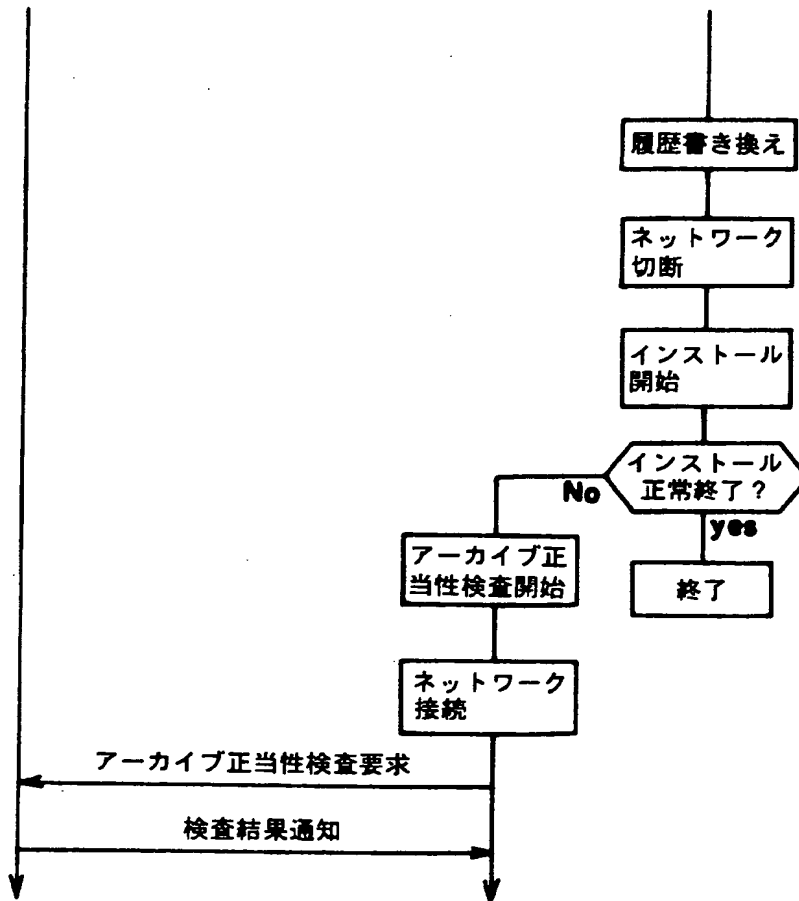 履歴書き換え
ネットワーク
切断
インストール
開始
インストール
正常終了?
No
yes
アーカイブ正
当性検査開始
終了
ネットワーク
接続
アーカイブ正当性検査要求
検査結果通知